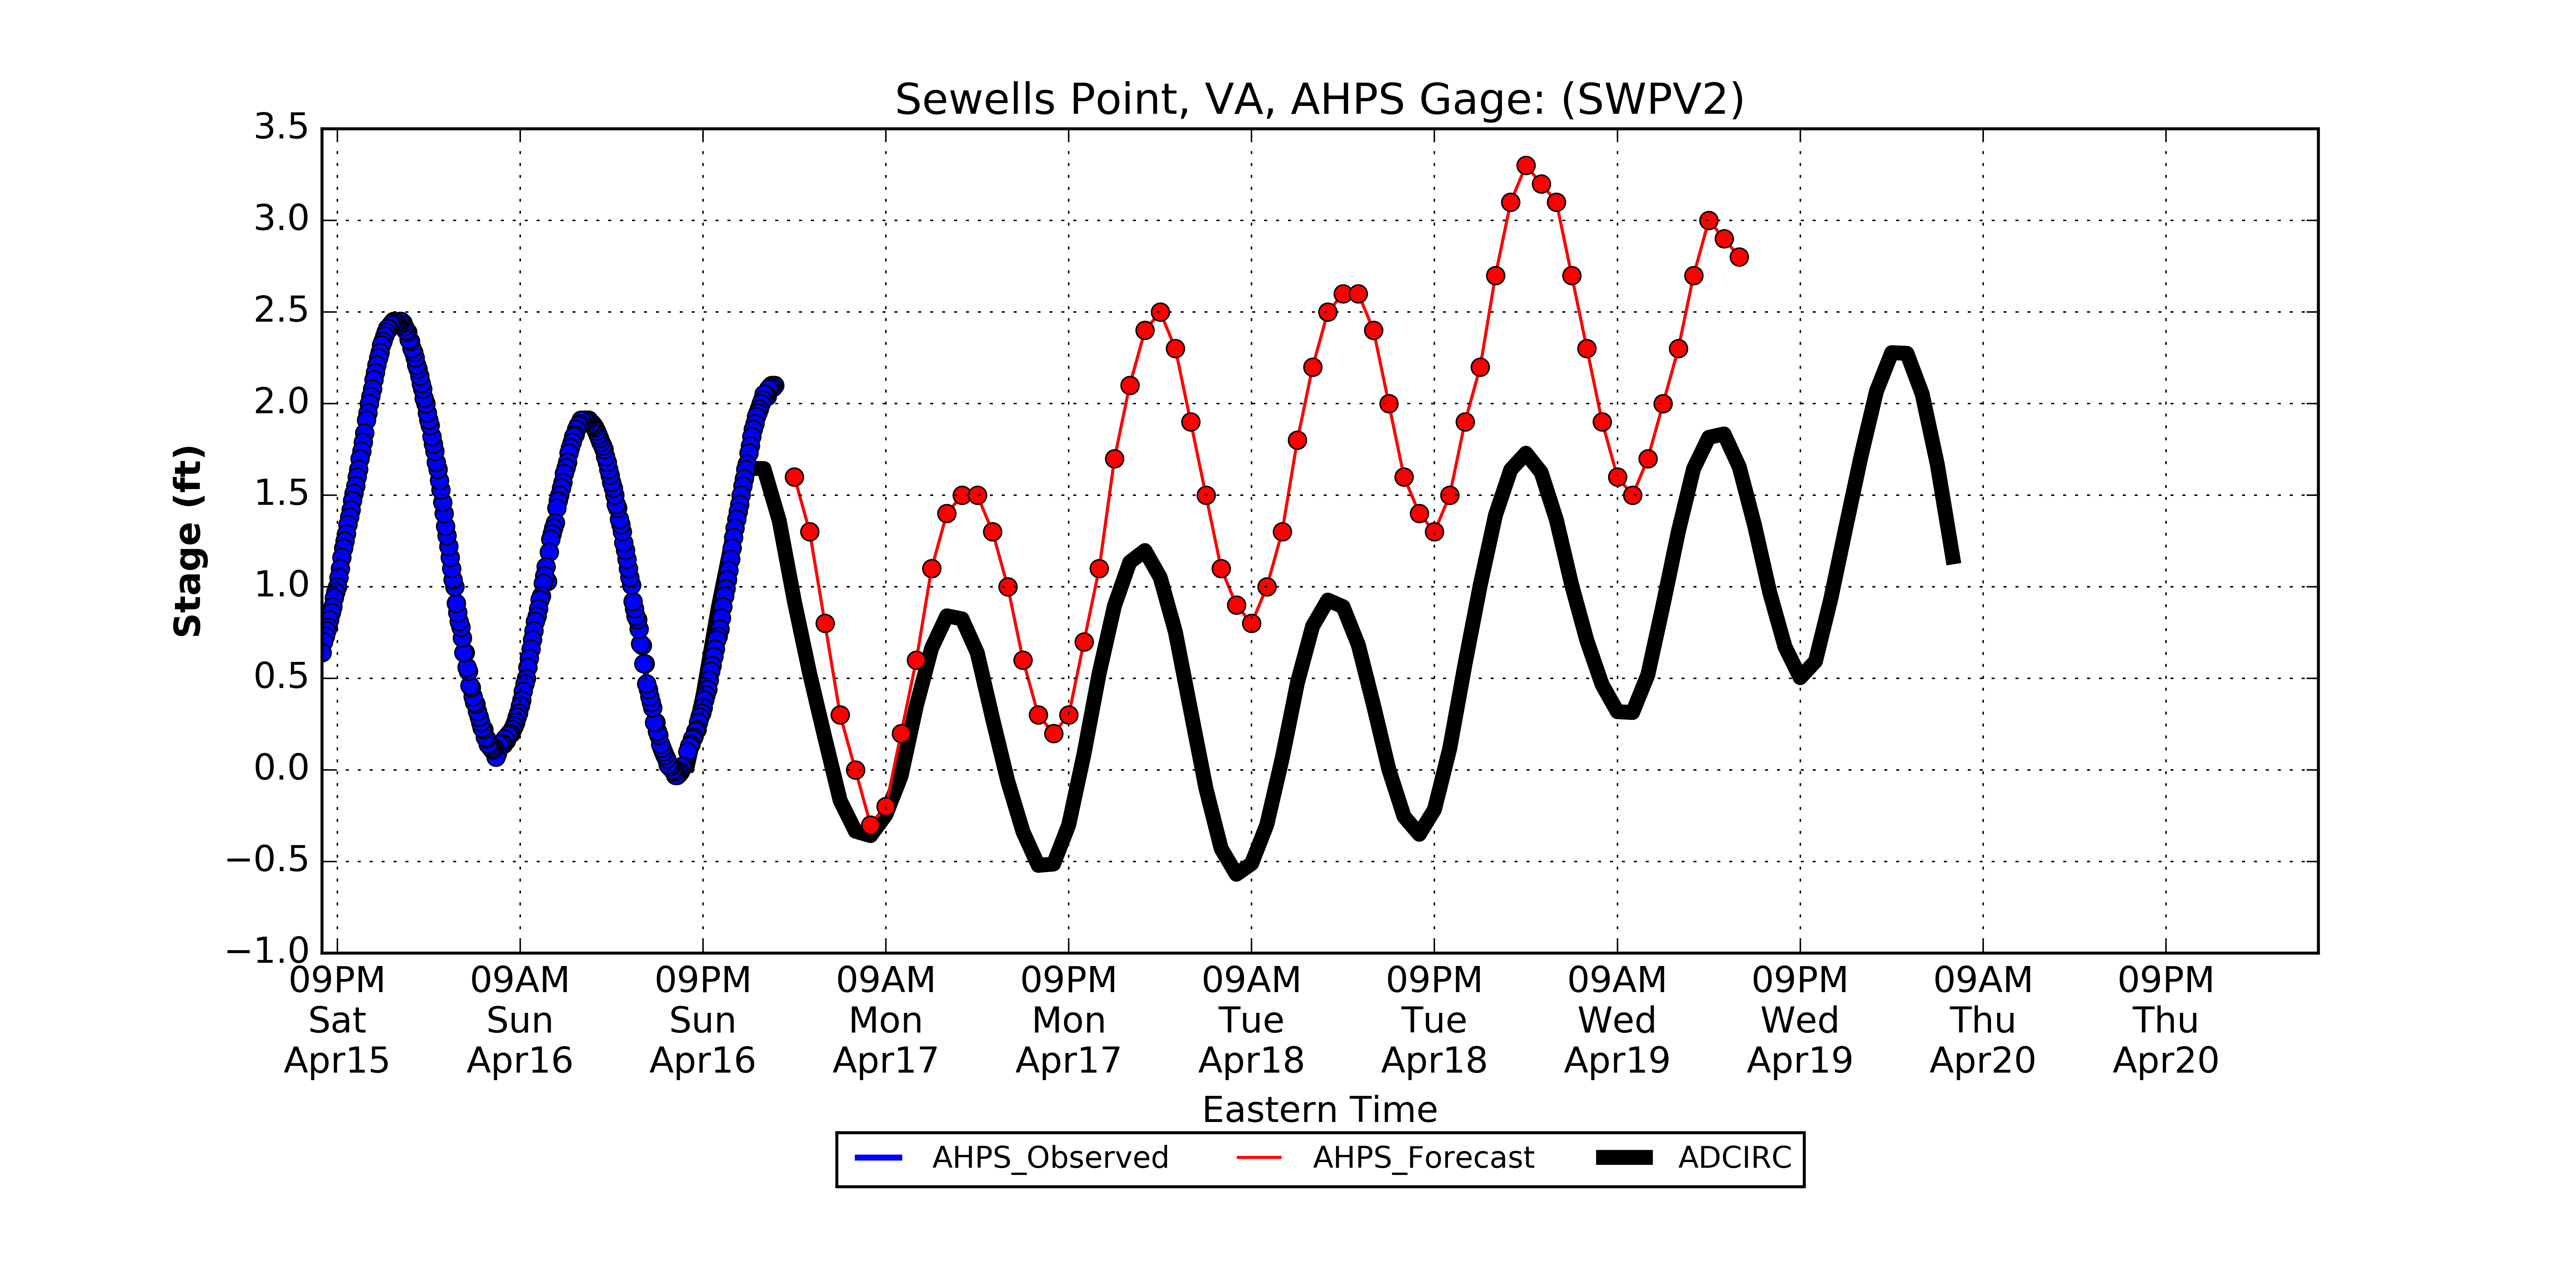 Sewells Point, VA, AHPS Gage: (SWPV2)
3.5
3.0
2.5
2.0
1.5
1.0
0.5
0.0
−0.5
−1.0
Stage (ft)
09PM 09AM 09PM 09AM 09PM 09AM 09PM 09AM 09PM 09AM 09PM
Sat Sun Sun Mon Mon Tue Tue Wed Wed Thu Thu
Apr15 Apr16 Apr16 Apr17 Apr17 Apr18 Apr18 Apr19 Apr19 Apr20 Apr20
Eastern Time
AHPS_Observed AHPS_Forecast ADCIRC